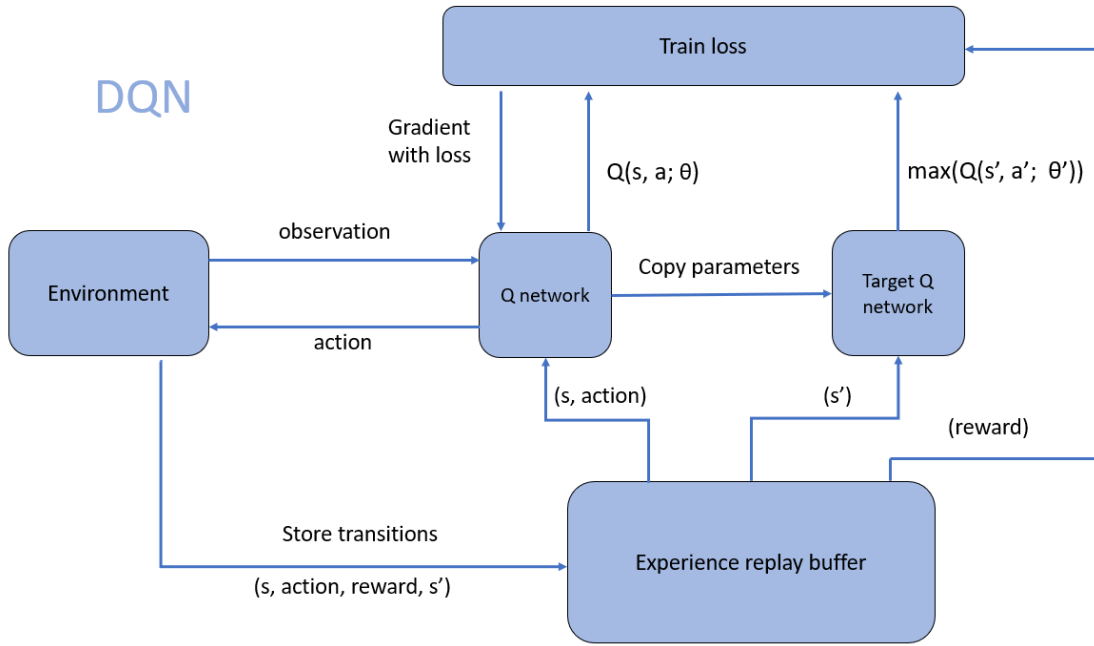 Train loss
DQN
Gradient
with loss
Q(s, a; θ)
max(Q(s’, a’; θ’))
observation
Environment
Q network
Copy parameters
Target Q
network
action
(s, action)
(s’)
(reward)
Store transitions
(s, action, reward, s’)
Experience replay buffer